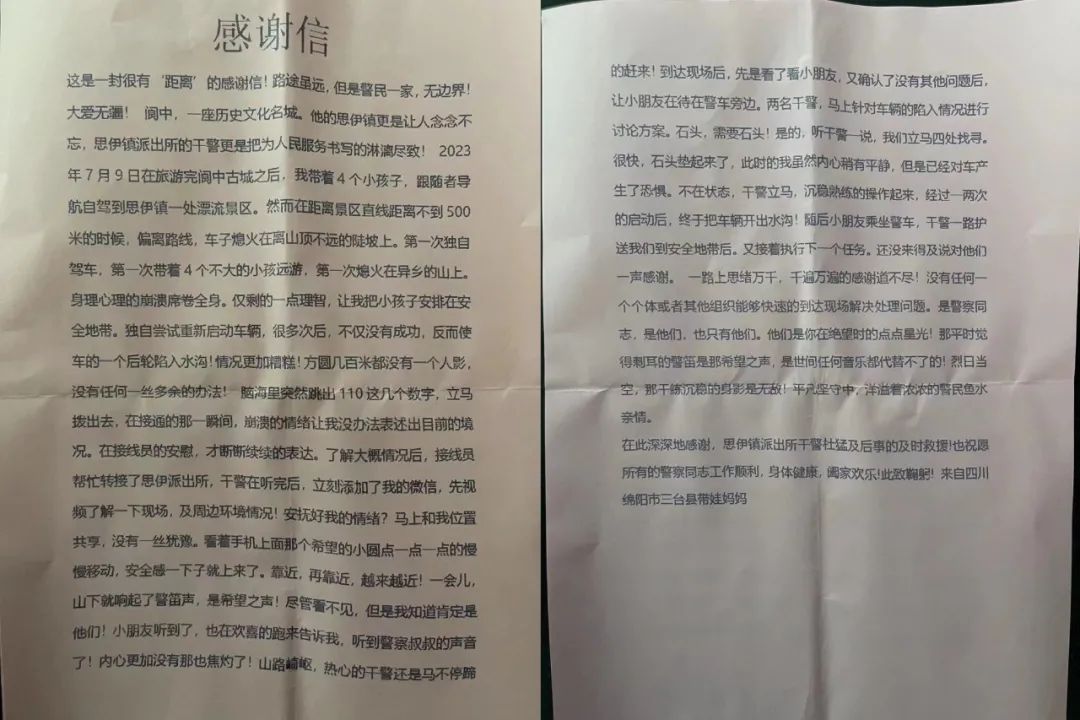 感谢信
这是一封很有‘距离’的感谢信！路途虽远，但是警民一家，无边界！
大爱无疆！ 阆中，一座历史文化名城。他的思伊镇更是让人念念不
忘，思伊镇派出所的干警更是把为人民服务书写的淋漓尽致！ 2023
年7月9日在旅游完阆中古城之后，我带着4个小孩子，跟随者导
航自驾到思伊镇一处漂流景区。然而在距离景区直线距离不到500
米的时候，偏离路线，车子熄火在离山顶不远的陡坡上。第一次独自
驾车，第一次带着4个不大的小孩远游，第一次熄火在异乡的山上。
身理心理的崩溃席卷全身。仅剩的一点理智，让我把小孩子安排在安
全地带。独自尝试重新启动车辆，很多次后，不仅没有成功，反而使
车的一个后轮陷入水沟！情况更加糟糕！方圆几百米都没有一个人影，
没有任何一丝多余的办法！ 脑海里突然跳出110这几个数字，立马
拨出去，在接通的那一瞬间，崩溃的情绪让我没办法表述出目前的境
况。在接线员的安慰，才断断续续的表达。了解大概情况后，接线员
帮忙转接了思伊派出所，干警在听完后，立刻添加了我的微信，先视
频了解一下现场，及周边环境情况！安抚好我的情绪？马上和我位置
共享，没有一丝犹豫。看着手机上面那个希望的小圆点一点一点的慢
慢移动，安全感一下子就上来了。靠近，再靠近，越来越近！一会儿，
山下就响起了警笛声，是希望之声！尽管看不见，但是我知道肯定是
他们！小朋友听到了，也在欢喜的跑来告诉我，听到警察叔叔的声音
了！内心更加没有那也焦灼了！山路崎岖，热心的干警还是马不停蹄
的赶来！到达现场后，先是看了看小朋友，又确认了没有其他问题后，
让小朋友在待在警车旁边。两名干警，马上针对车辆的陷入情况进行
讨论方案。石头，需要石头！是的，听干警一说，我们立马四处找寻。
很快，石头垫起来了，此时的我虽然内心稍有平静，但是已经对车产
生了恐惧。不在状态，干警立马，沉稳熟练的操作起来，经过一两次
的启动后，终于把车辆开出水沟！随后小朋友乘坐警车，干警一路护
送我们到安全地带后。又接着执行下一个任务。还没来得及说对他们
一声感谢。 一路上思绪万千，千遍万遍的感谢道不尽！没有任何一
个个体或者其他组织能够快速的到达现场解决处理问题。是警察同
志，是他们，也只有他们。他们是你在绝望时的点点星光！那平时觉
得刺耳的警笛是那希望之声，是世间任何音乐都代替不了的！烈日当
空，那干练沉稳的身影是无敌！平凡坚守中，洋溢着浓浓的警民鱼水
亲情。
在此深深地感谢，思伊镇派出所干警杜猛及后事的及时救援！也祝愿
所有的警察同志工作顺利，身体健康，阖家欢乐！此致鞠躬！来自四川
绵阳市三台县带娃妈妈